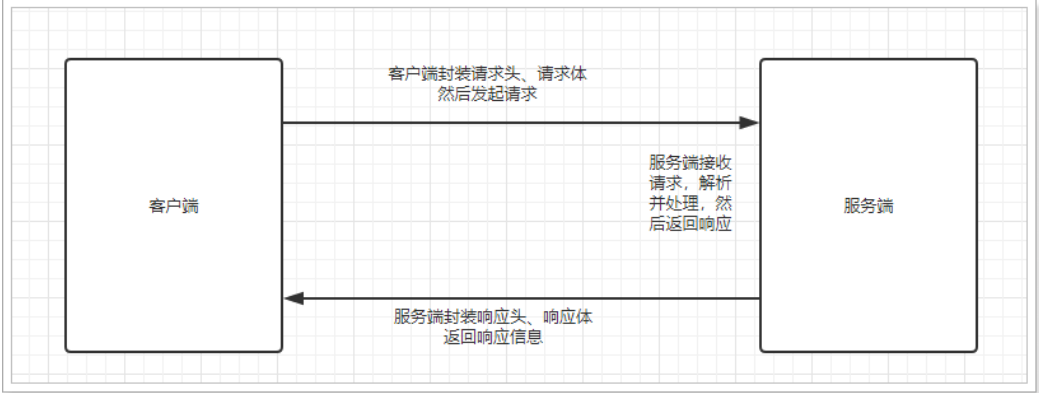 客户端封装请求头、请求体
然后发起请求
服务端接收
请求，解析
并处理，然
后返回响应
客户端
服务端
服务端封装响应头、响应体
返回响应信息